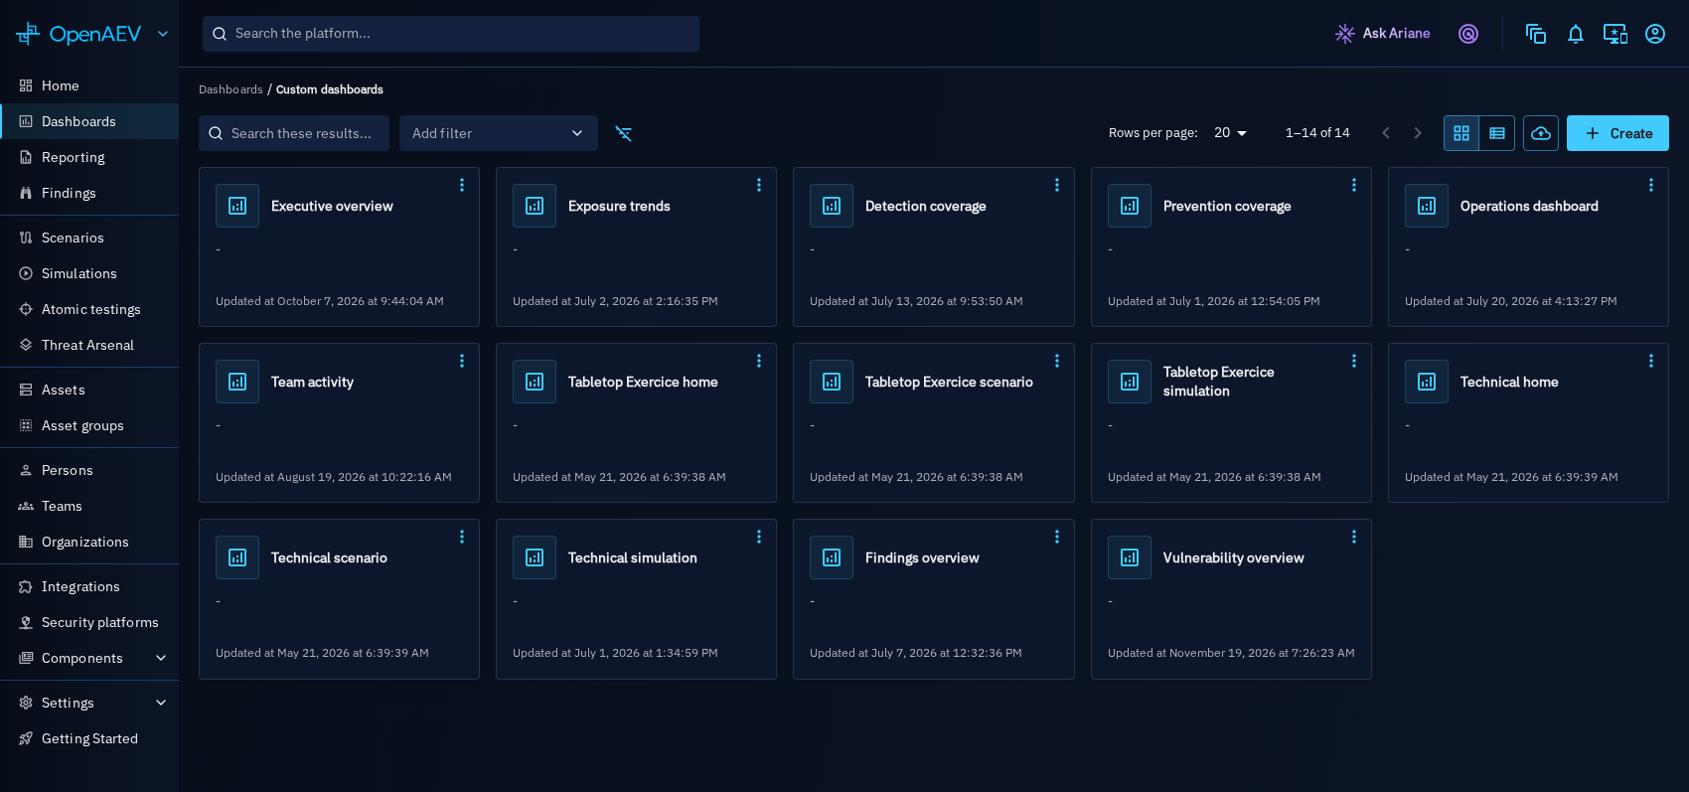 OpenAEV
Search the platform...
Ask Ariane
Home
Dashboards
Reporting
Findings
Scenarios
Simulations
Atomic testings
Threat Arsenal
Assets
Asset groups
Persons
Teams
Organizations
Integrations
Security platforms
Components
Settings
Getting Started
Dashboards / Custom dashboards
Search these results...
Add filter
Rows per page: 20 1–14 of 14
Create
Executive overview
-
Updated at October 7, 2026 at 9:44:04 AM
Exposure trends
-
Updated at July 2, 2026 at 2:16:35 PM
Detection coverage
-
Updated at July 13, 2026 at 9:53:50 AM
Prevention coverage
-
Updated at July 1, 2026 at 12:54:05 PM
Operations dashboard
-
Updated at July 20, 2026 at 4:13:27 PM
Team activity
-
Updated at August 19, 2026 at 10:22:16 AM
Tabletop Exercice home
-
Updated at May 21, 2026 at 6:39:38 AM
Tabletop Exercice scenario
-
Updated at May 21, 2026 at 6:39:38 AM
Tabletop Exercice
simulation
-
Updated at May 21, 2026 at 6:39:38 AM
Technical home
-
Updated at May 21, 2026 at 6:39:39 AM
Technical scenario
-
Updated at May 21, 2026 at 6:39:39 AM
Technical simulation
-
Updated at July 1, 2026 at 1:34:59 PM
Findings overview
-
Updated at July 7, 2026 at 12:32:36 PM
Vulnerability overview
-
Updated at November 19, 2026 at 7:26:23 AM